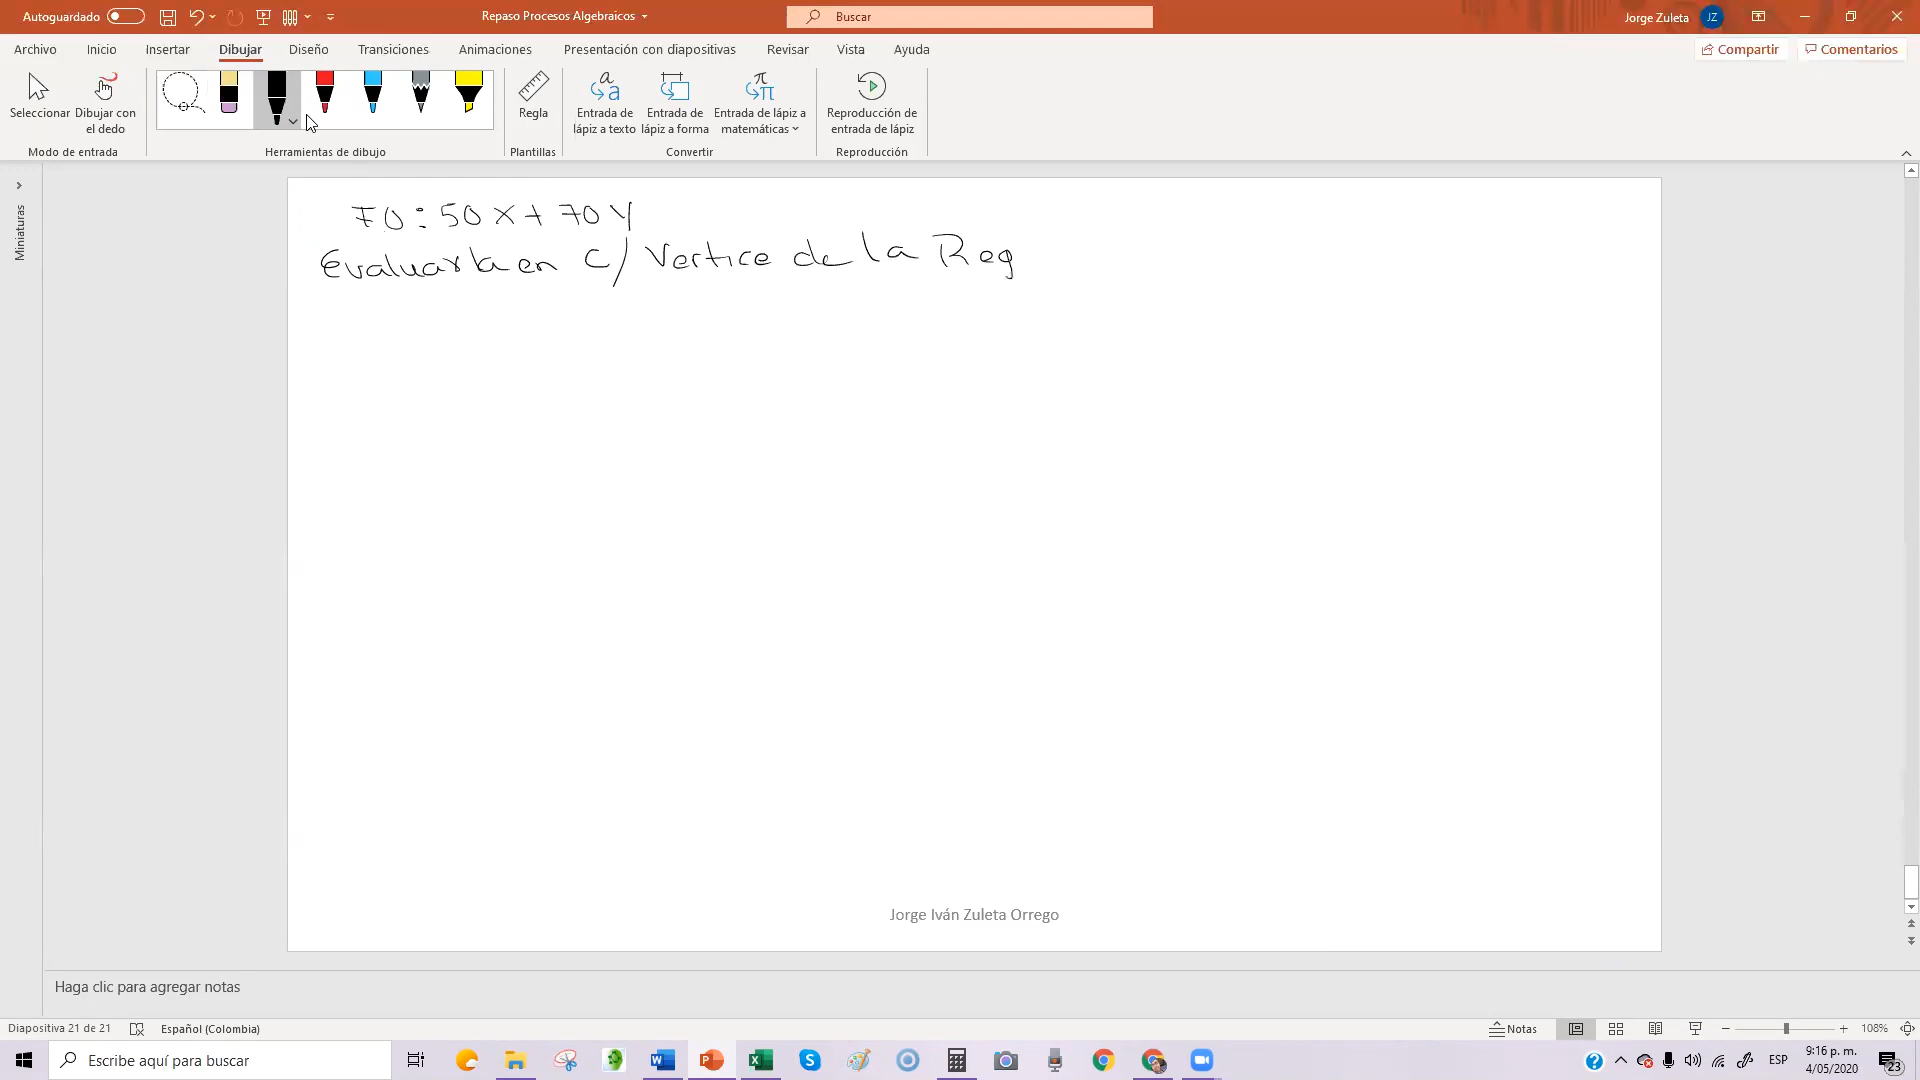 Autoguardado
Repaso Procesos Algebraicos
Buscar
Jorge Zuleta
JZ
Archivo
Inicio
Insertar
Dibujar
Diseño
Transiciones
Animaciones
Presentación con diapositivas
Revisar
Vista
Ayuda
Compartir
Comentarios
Seleccionar
Dibujar con
el dedo
Regla
Entrada de
lápiz a texto
Entrada de
lápiz a forma
Entrada de lápiz a
matemáticas
Reproducción de
entrada de lápiz
Modo de entrada
Herramientas de dibujo
Plantillas
Convertir
Reproducción
Miniaturas
FO: 50X + 70Y
Evaluarla en c/ Vertice de la Reg
Jorge Iván Zuleta Orrego
Haga clic para agregar notas
Diapositiva 21 de 21
Español (Colombia)
Notas
108%
Escribe aquí para buscar
ESP
9:16 p. m.
4/05/2020
23